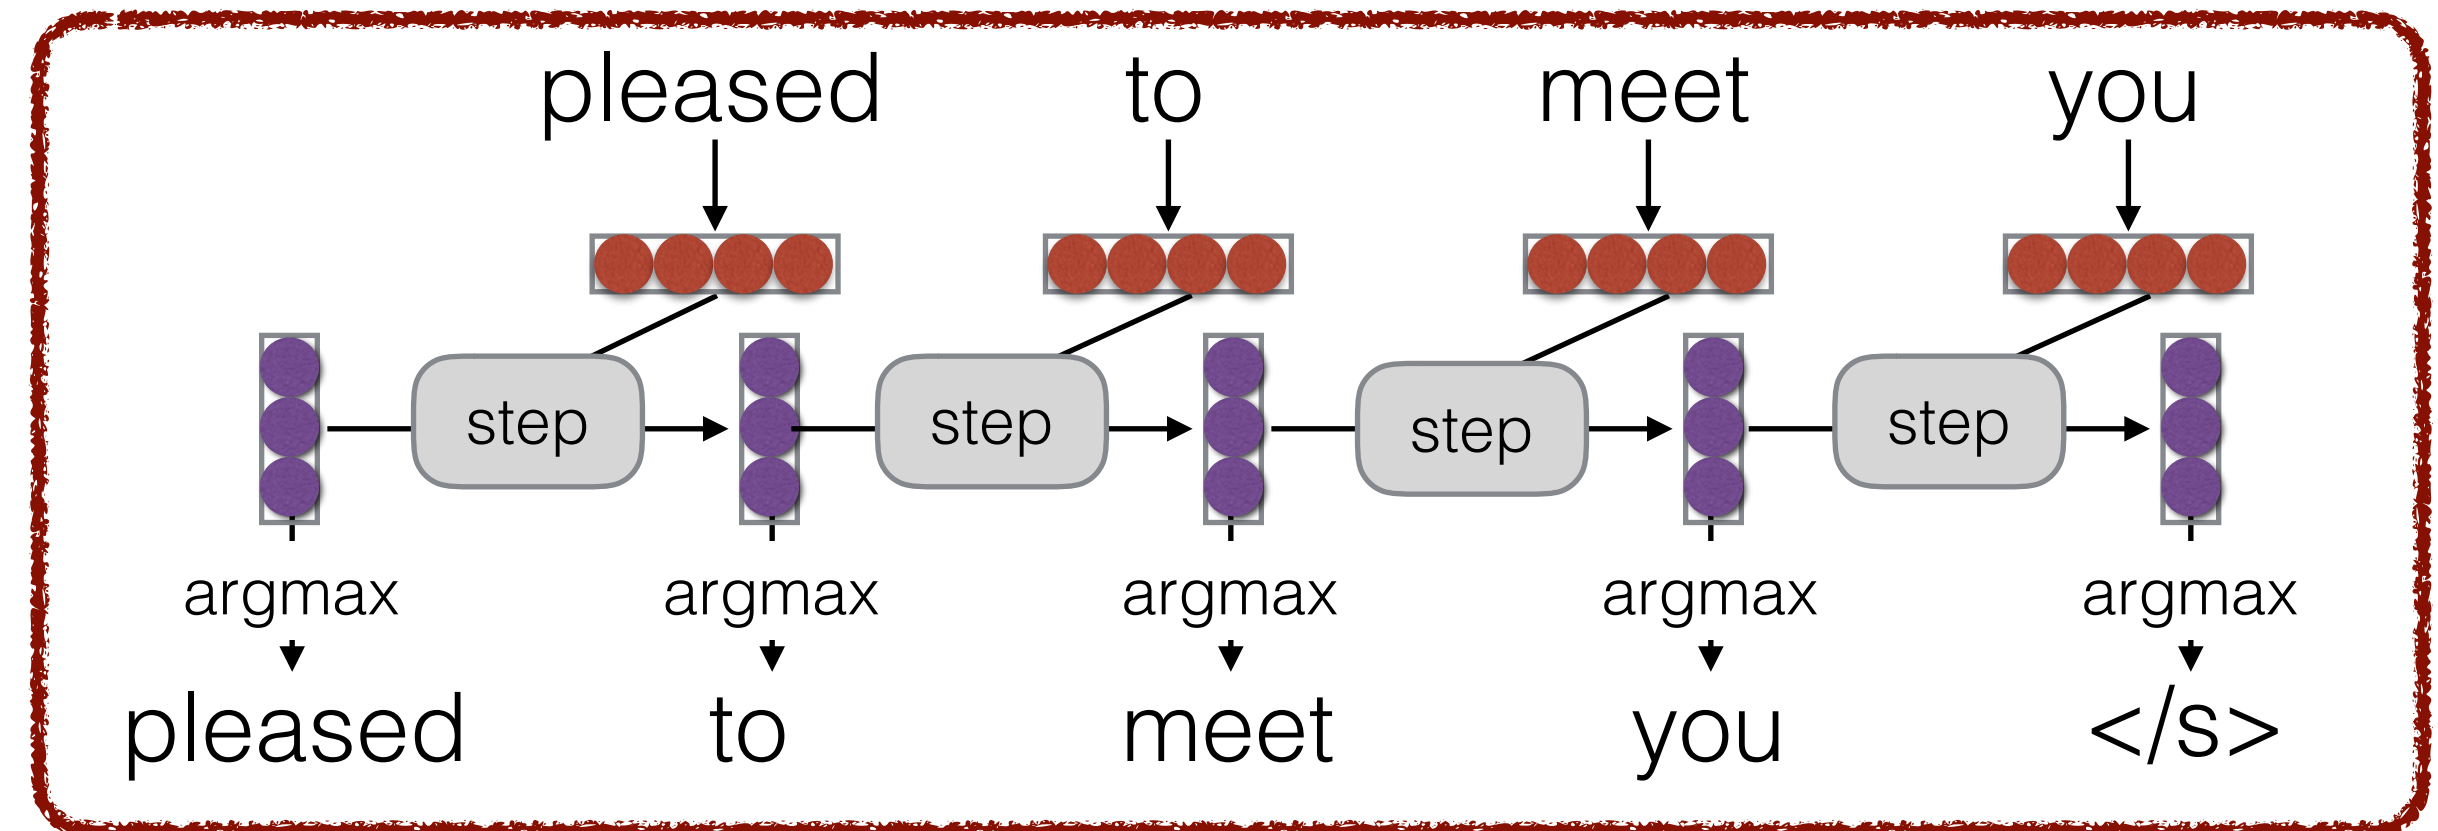 pleased to meet you
step step step step
argmax argmax argmax argmax argmax
pleased to meet you </s>